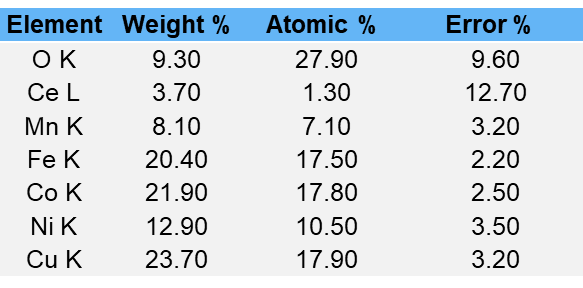 Element Weight % Atomic % Error %
O K 9.30 27.90 9.60
Ce L 3.70 1.30 12.70
Mn K 8.10 7.10 3.20
Fe K 20.40 17.50 2.20
Co K 21.90 17.80 2.50
Ni K 12.90 10.50 3.50
Cu K 23.70 17.90 3.20